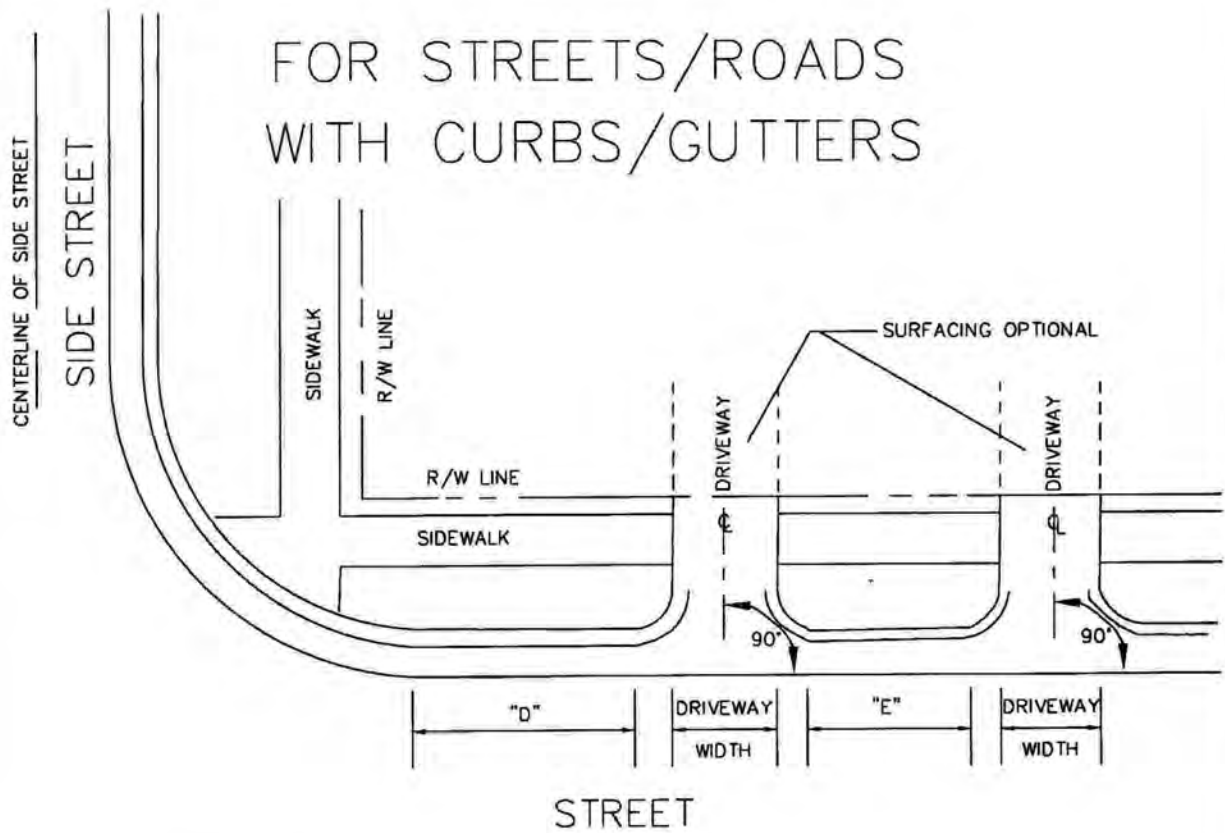 FOR STREETS/ROADS
WITH CURBS/GUTTERS
CENTERLINE OF SIDE STREET
SIDE STREET
SIDEWALK
R/W LINE
SURFACING OPTIONAL
DRIVEWAY
DRIVEWAY
R/W LINE
SIDEWALK
℄
℄
90°
90°
"D"
DRIVEWAY
WIDTH
"E"
DRIVEWAY
WIDTH
STREET